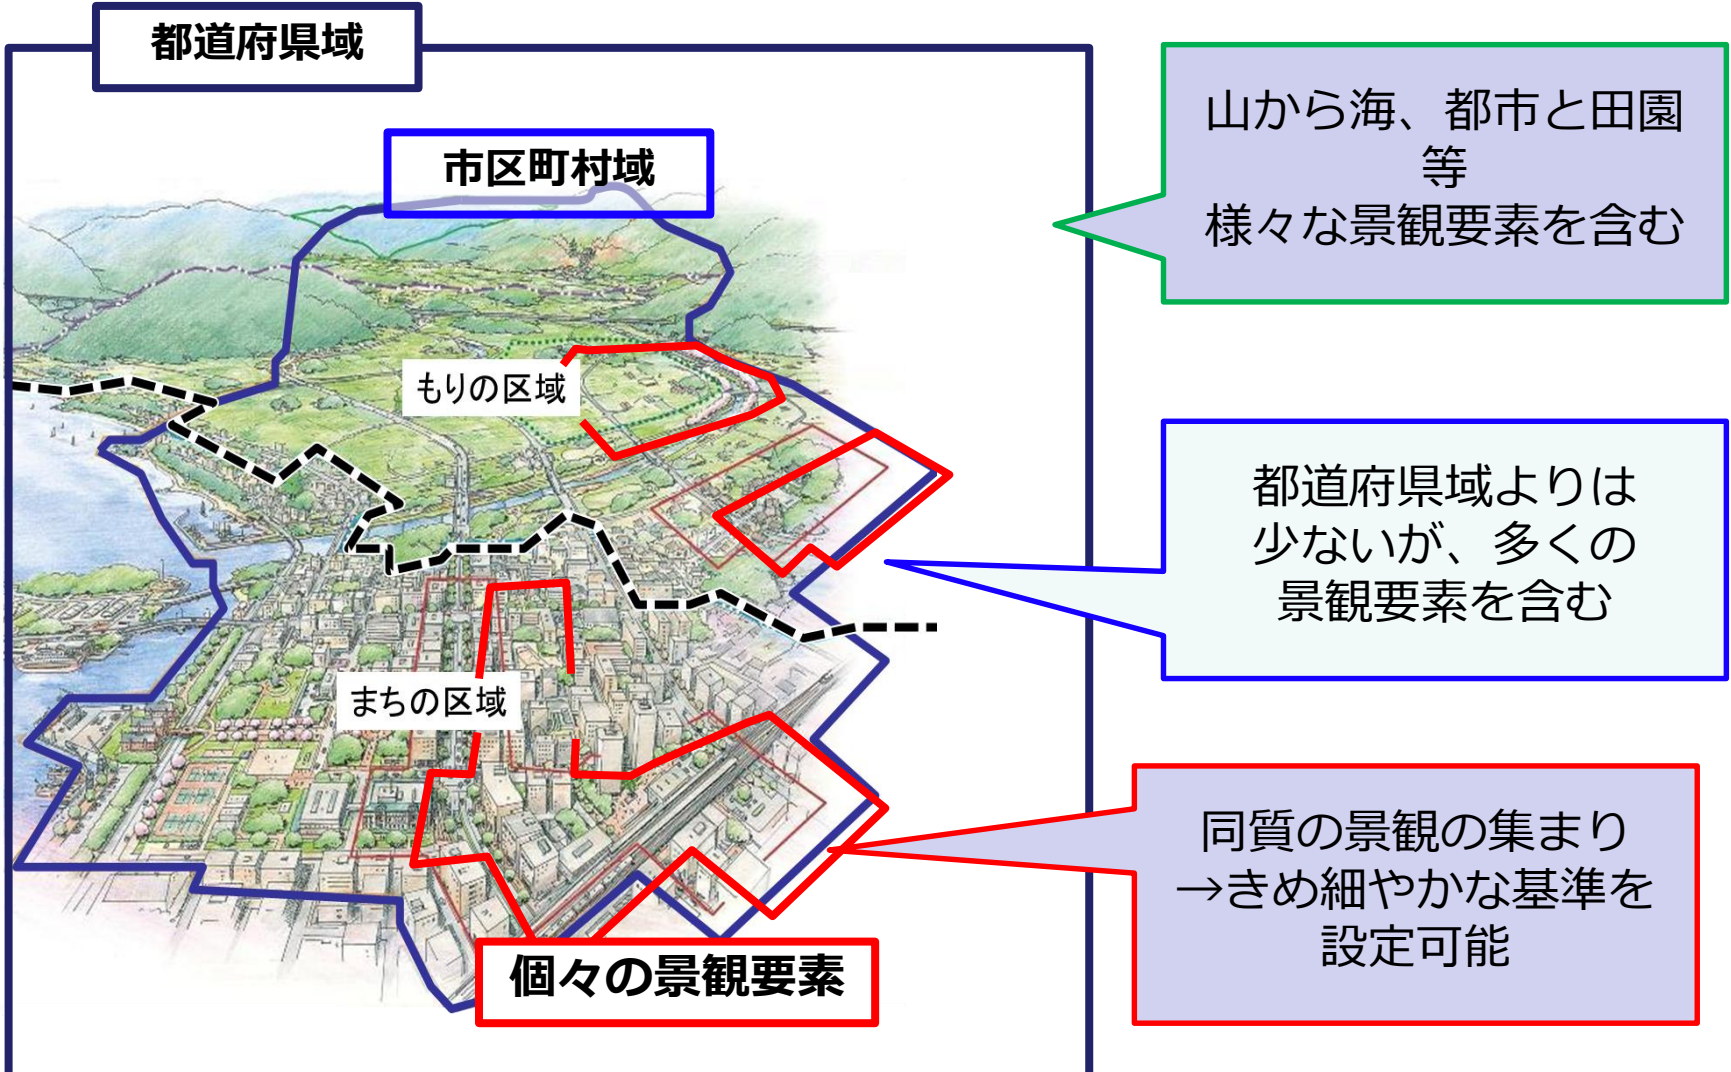 都道府県域
市区町村域
もりの区域
まちの区域
個々の景観要素
山から海、都市と田園
等
様々な景観要素を含む
都道府県域よりは
少ないが、多くの
景観要素を含む
同質の景観の集まり
→きめ細やかな基準を
設定可能